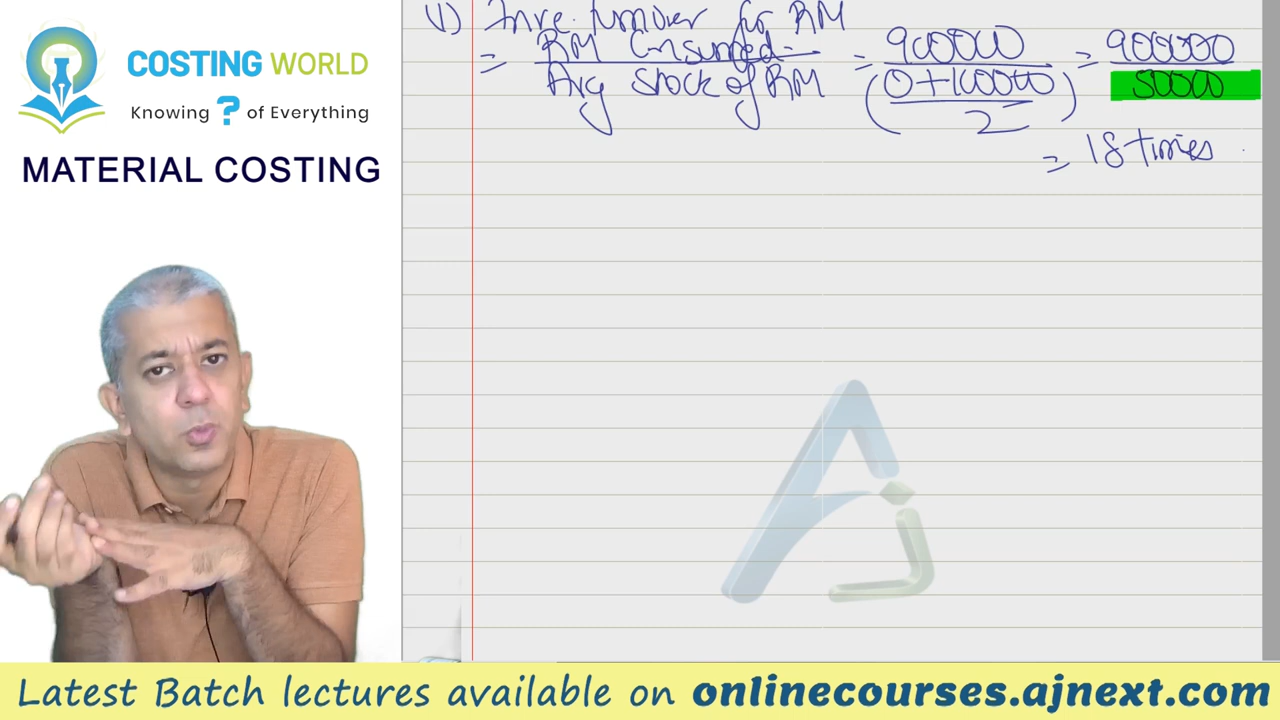 COSTING WORLD
Knowing ? of Everything
MATERIAL COSTING
1) Inve. turnover for RM
= RM Consumed / Avg stock of RM = 900000 / (0+100000 / 2) = 900000 / 50000
= 18 times
Latest Batch lectures available on onlinecourses.ajnext.com